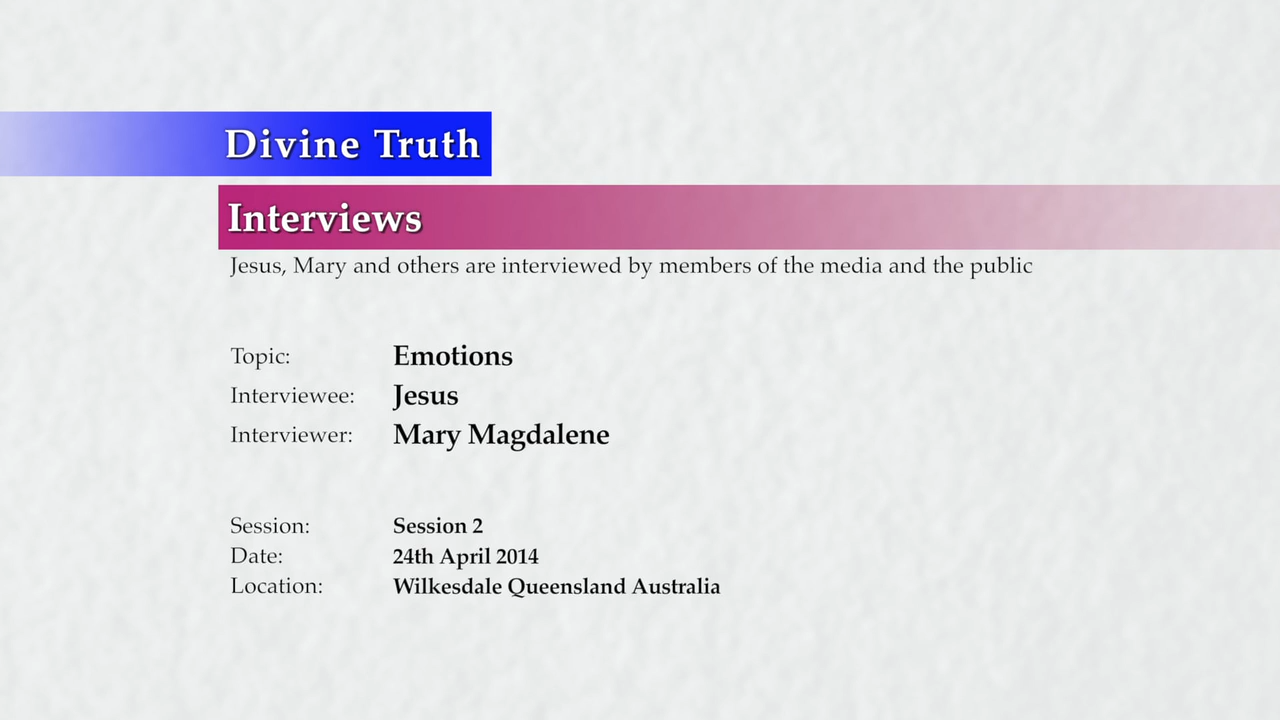 Divine Truth
Interviews
Jesus, Mary and others are interviewed by members of the media and the public
Topic: Emotions
Interviewee: Jesus
Interviewer: Mary Magdalene
Session: Session 2
Date: 24th April 2014
Location: Wilkesdale Queensland Australia